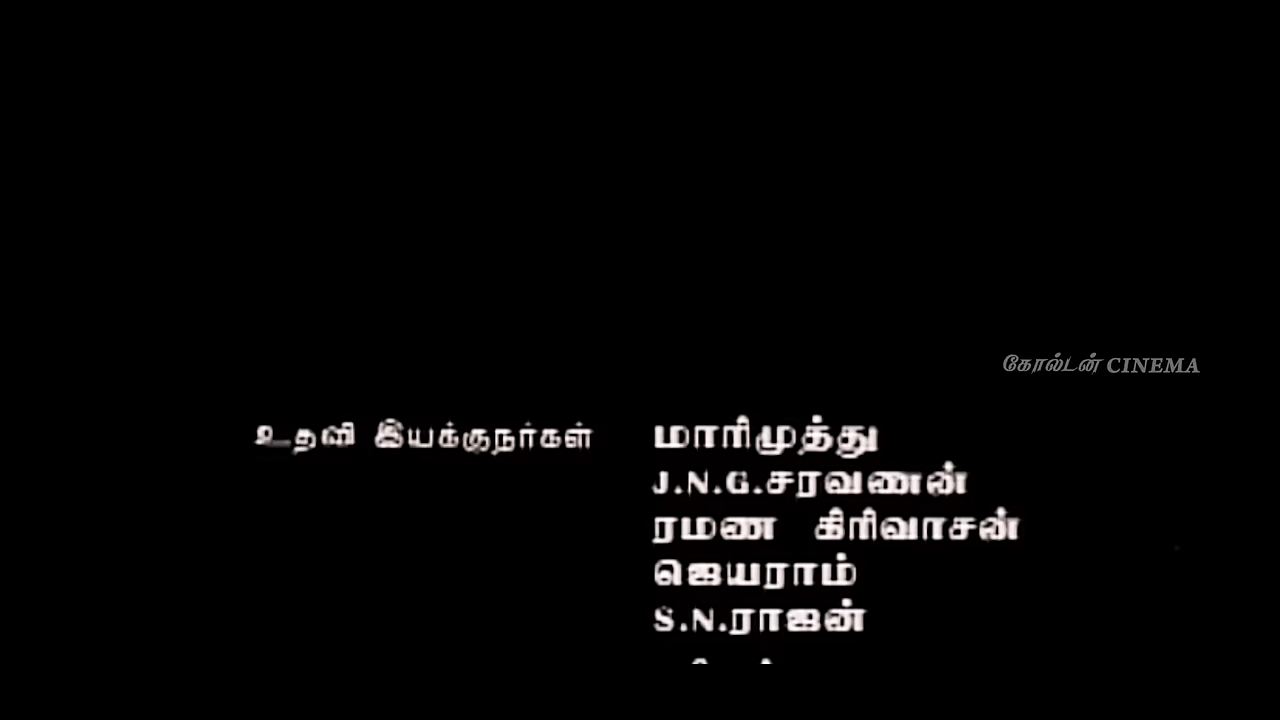 கோல்டன் CINEMA
உதவி இயக்குநர்கள் மாரிமுத்து
J.N.G.சரவணன்
ரமண கிரிவாசன்
ஜெயராம்
S.N.ராஜன்